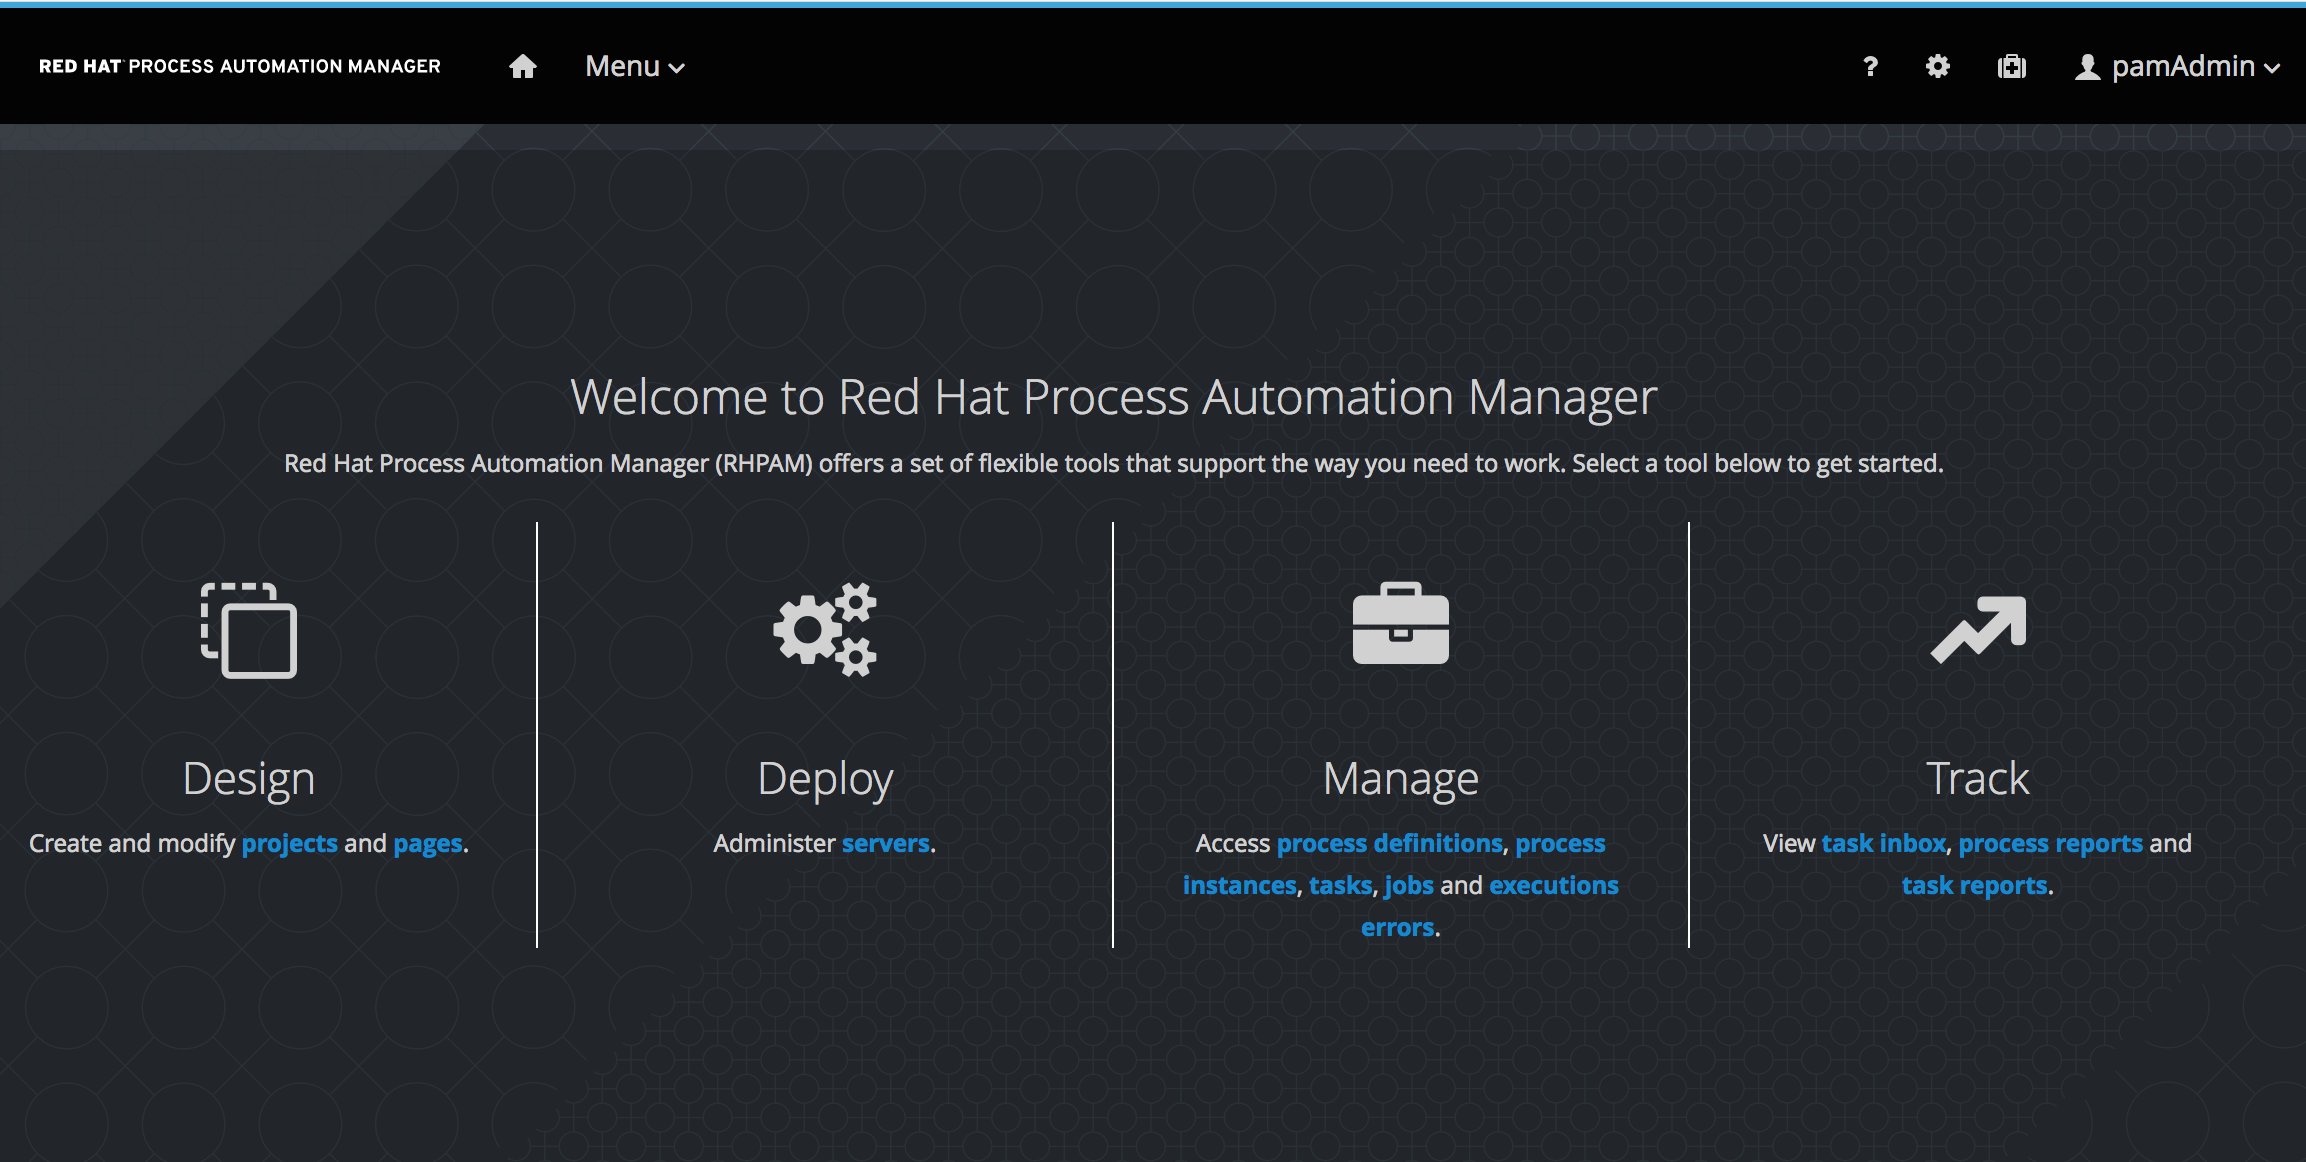 RED HAT PROCESS AUTOMATION MANAGER
Menu
?
pamAdmin
Welcome to Red Hat Process Automation Manager
Red Hat Process Automation Manager (RHPAM) offers a set of flexible tools that support the way you need to work. Select a tool below to get started.
Design
Create and modify projects and pages.
Deploy
Administer servers.
Manage
Access process definitions, process
instances, tasks, jobs and executions
errors.
Track
View task inbox, process reports and
task reports.